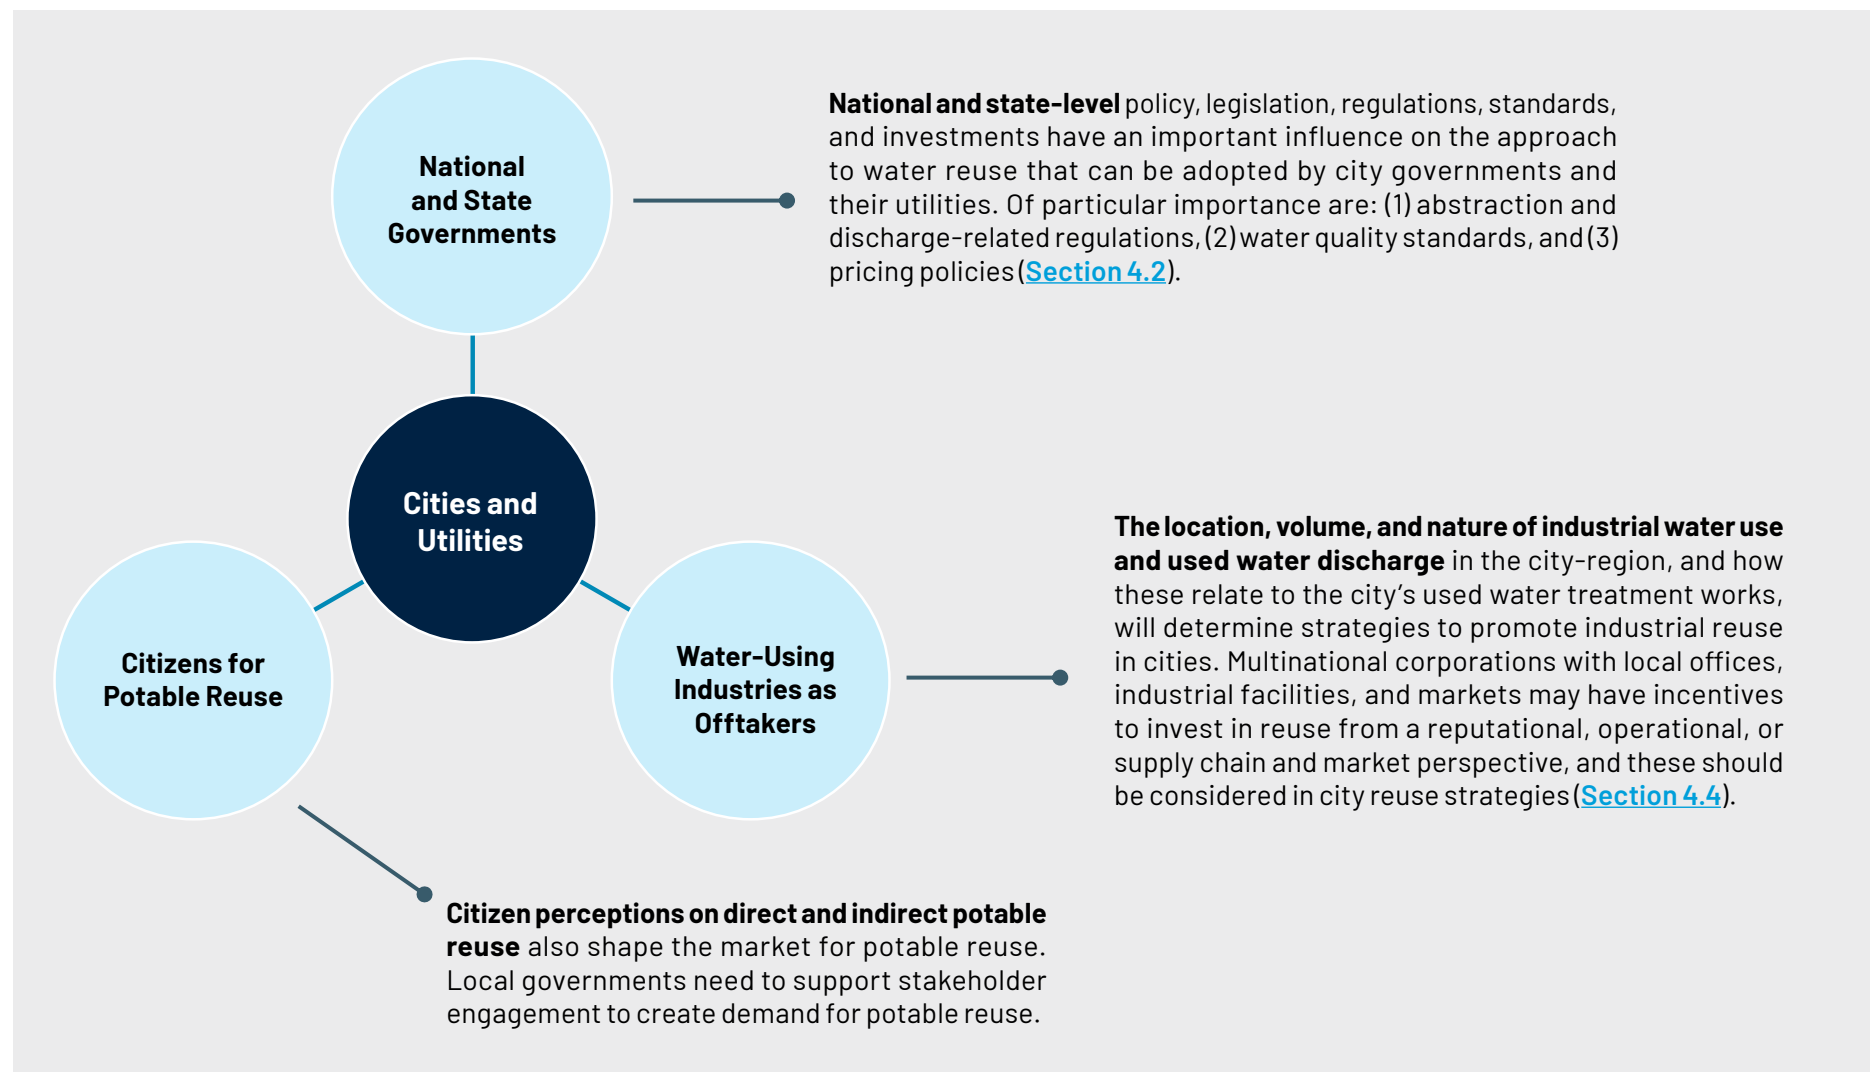 National
and State
Governments
National and state-level policy, legislation, regulations, standards,
and investments have an important influence on the approach
to water reuse that can be adopted by city governments and
their utilities. Of particular importance are: (1) abstraction and
discharge-related regulations, (2) water quality standards, and (3)
pricing policies (Section 4.2).
Cities and
Utilities
Citizens for
Potable Reuse
Water-Using
Industries as
Offtakers
The location, volume, and nature of industrial water use
and used water discharge in the city-region, and how
these relate to the city’s used water treatment works,
will determine strategies to promote industrial reuse
in cities. Multinational corporations with local offices,
industrial facilities, and markets may have incentives
to invest in reuse from a reputational, operational, or
supply chain and market perspective, and these should
be considered in city reuse strategies (Section 4.4).
Citizen perceptions on direct and indirect potable
reuse also shape the market for potable reuse.
Local governments need to support stakeholder
engagement to create demand for potable reuse.